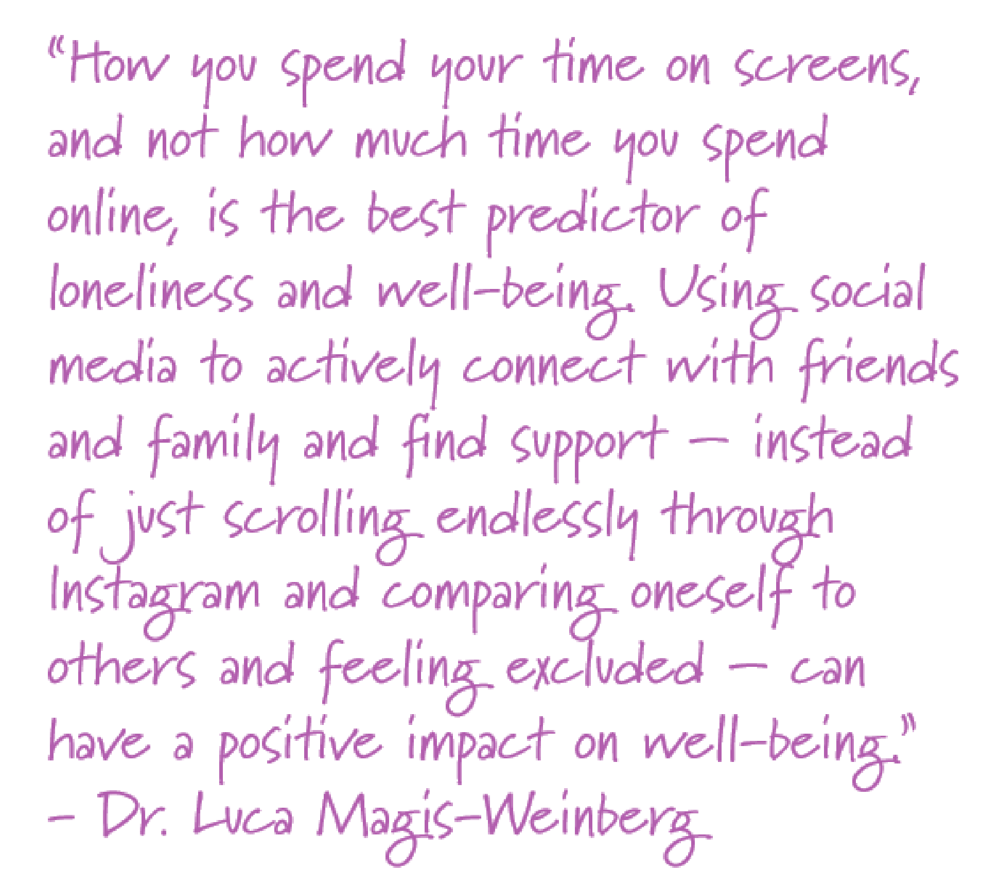 “How you spend your time on screens,
and not how much time you spend
online, is the best predictor of
loneliness and well-being. Using social
media to actively connect with friends
and family and find support — instead
of just scrolling endlessly through
Instagram and comparing oneself to
others and feeling excluded — can
have a positive impact on well-being.”
- Dr. Luca Magis-Weinberg